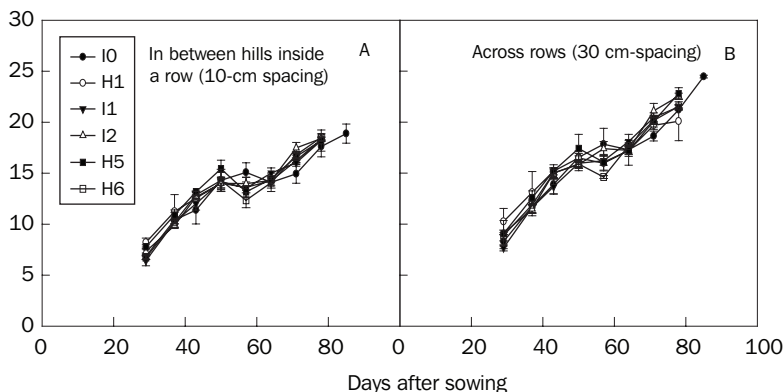 30
25
20
15
10
5
0
I0
H1
I1
I2
H5
H6
In between hills inside
a row (10-cm spacing)
A
Across rows (30 cm-spacing)
B
0 20 40 60 80 0 20 40 60 80 100
Days after sowing